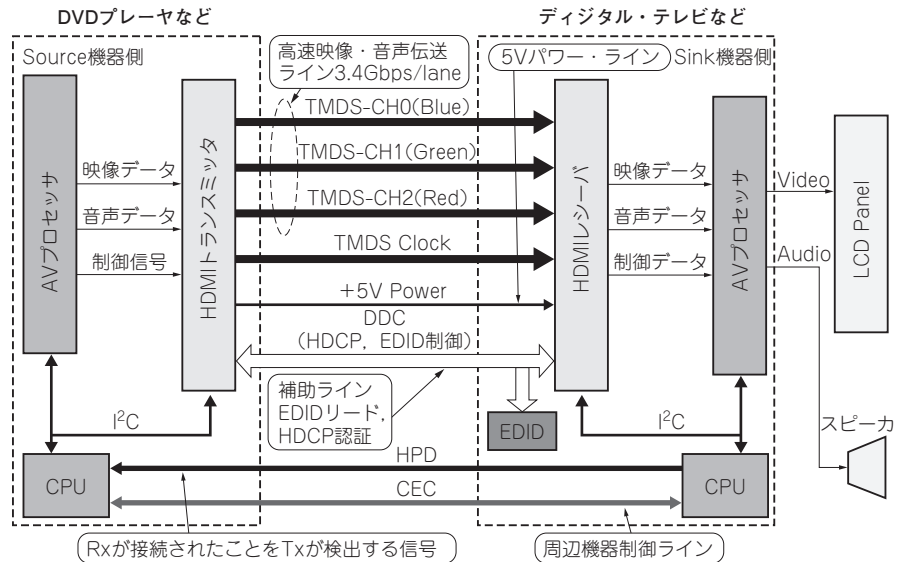 DVDプレーヤなど
ディジタル・テレビなど
Source機器側
高速映像・音声伝送
ライン3.4Gbps/lane
5Vパワー・ライン
Sink機器側
TMDS-CH0(Blue)
TMDS-CH1(Green)
TMDS-CH2(Red)
TMDS Clock
+5V Power
DDC
(HDCP，EDID制御)
AVプロセッサ
映像データ
音声データ
制御信号
HDMIトランスミッタ
HDMIレシーバ
映像データ
音声データ
制御データ
AVプロセッサ
Video
Audio
LCD Panel
補助ライン
EDIDリード，
HDCP認証
EDID
I²C
I²C
スピーカ
CPU
HPD
CEC
CPU
Rxが接続されたことをTxが検出する信号
周辺機器制御ライン